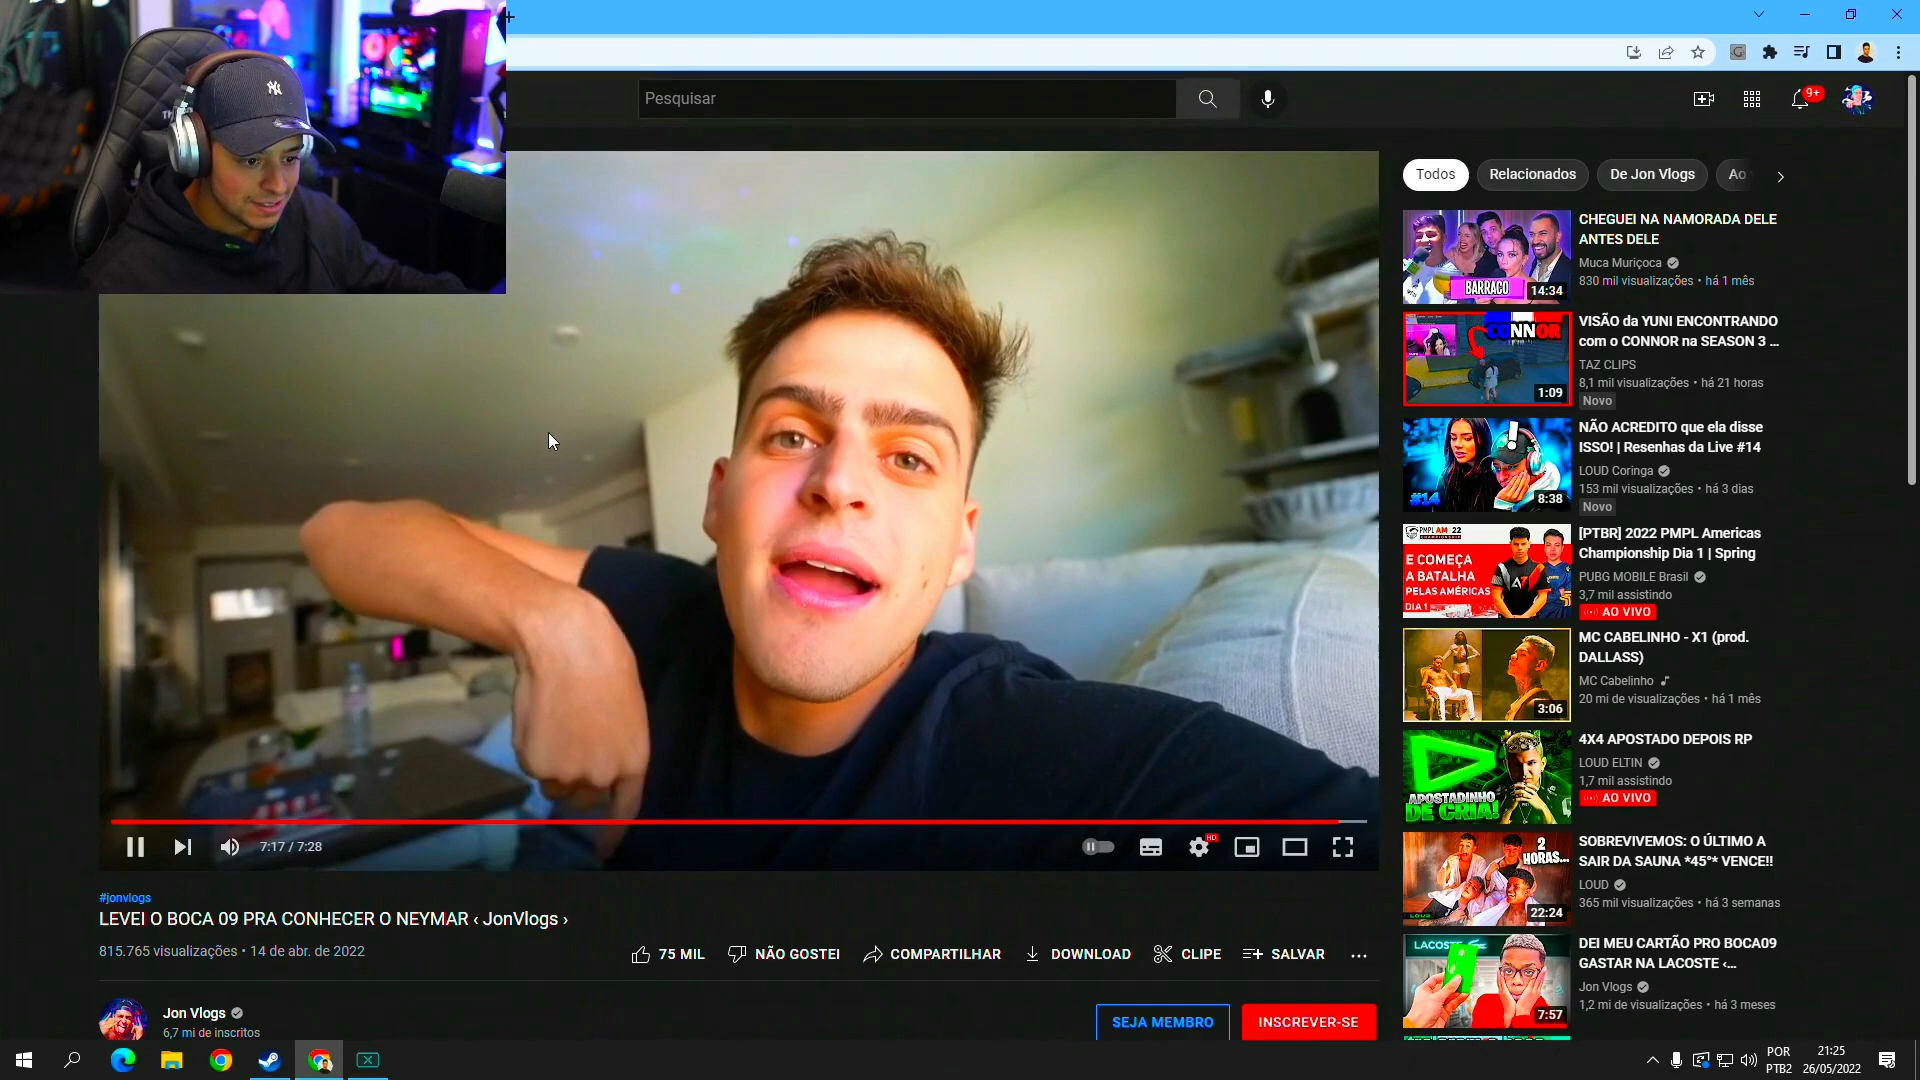 Pesquisar
9+
Todos
Relacionados
De Jon Vlogs
Ao
BARRACO
14:34
CHEGUEI NA NAMORADA DELE
ANTES DELE
Muca Muriçoca
830 mil visualizações • há 1 mês
CONNOR
1:09
VISÃO da YUNI ENCONTRANDO
com o CONNOR na SEASON 3 ...
TAZ CLIPS
8,1 mil visualizações • há 21 horas
Novo
#14
8:38
NÃO ACREDITO que ela disse
ISSO! | Resenhas da Live #14
LOUD Coringa
153 mil visualizações • há 3 dias
Novo
PMPL AM 22
E COMEÇA
A BATALHA
PELAS AMÉRICAS
DIA 1
[PTBR] 2022 PMPL Americas
Championship Dia 1 | Spring
PUBG MOBILE Brasil
3,7 mil assistindo
AO VIVO
3:06
MC CABELINHO - X1 (prod.
DALLASS)
MC Cabelinho
20 mi de visualizações • há 1 mês
APOSTADINHO
DE CRIA!
4X4 APOSTADO DEPOIS RP
LOUD ELTIN
1,7 mil assistindo
AO VIVO
2
HORAS...
LOUD
22:24
SOBREVIVEMOS: O ÚLTIMO A
SAIR DA SAUNA *45°* VENCE!!
LOUD
365 mil visualizações • há 3 semanas
LACOSTE
7:57
DEI MEU CARTÃO PRO BOCA09
GASTAR NA LACOSTE ‹...
Jon Vlogs
1,2 mi de visualizações • há 3 meses
7:17 / 7:28
HD
#jonvlogs
LEVEI O BOCA 09 PRA CONHECER O NEYMAR ‹ JonVlogs ›
815.765 visualizações • 14 de abr. de 2022
75 MIL
NÃO GOSTEI
COMPARTILHAR
DOWNLOAD
CLIPE
SALVAR
Jon Vlogs
6,7 mi de inscritos
SEJA MEMBRO
INSCREVER-SE
POR
PTB2
21:25
26/05/2022